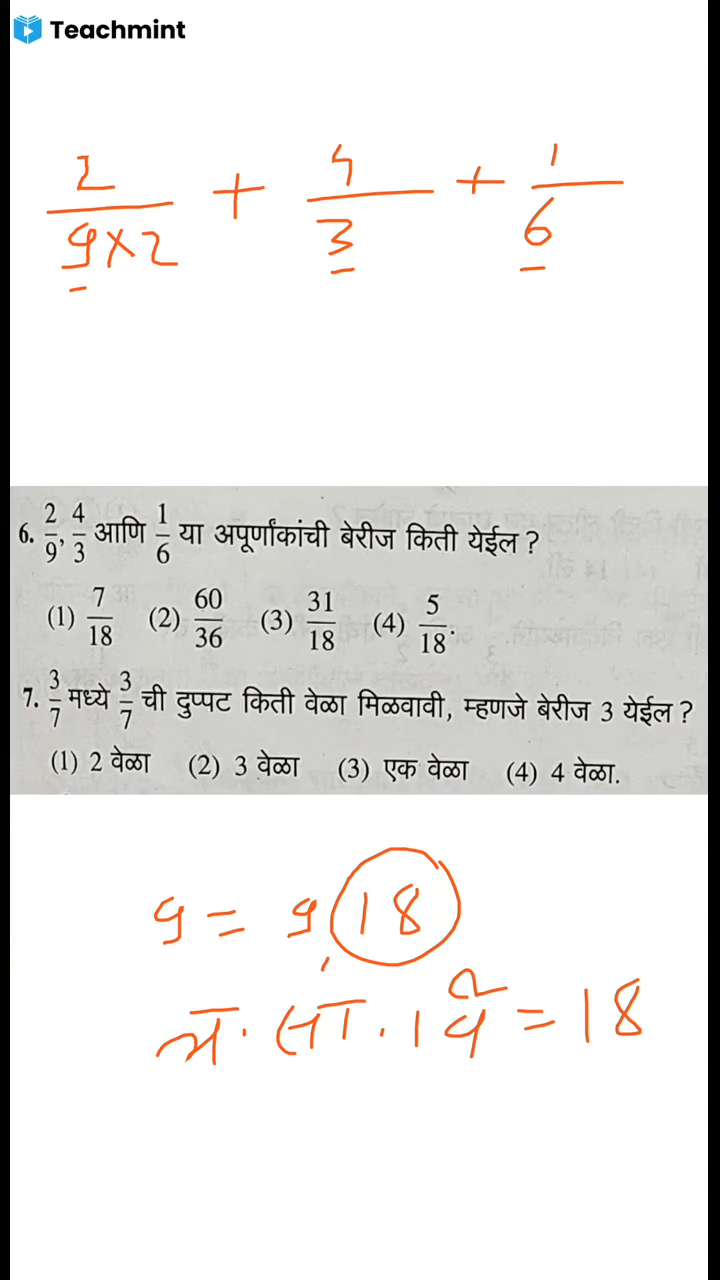 Teachmint
2/(9×2) + 4/3 + 1/6
6. 2/9, 4/3 आणि 1/6 या अपूर्णांकांची बेरीज किती येईल ?
(1) 7/18 (2) 60/36 (3) 31/18 (4) 5/18.
7. 3/7 मध्ये 3/7 ची दुप्पट किती वेळा मिळवावी, म्हणजे बेरीज 3 येईल ?
(1) 2 वेळा (2) 3 वेळा (3) एक वेळा (4) 4 वेळा.
9 = 9, 18
= 18